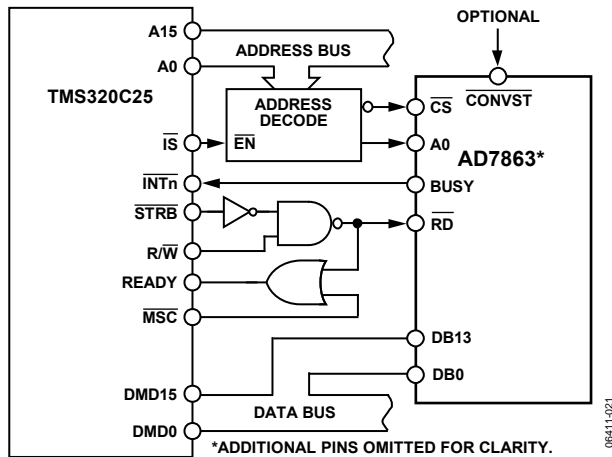 OPTIONAL
A15
ADDRESS BUS
A0
TMS320C25
ADDRESS
DECODE
CS
CONVST
IS
EN
A0
AD7863*
INTn
BUSY
STRB
RD
R/W
READY
MSC
DB13
DB0
DMD15
DATA BUS
DMD0
*ADDITIONAL PINS OMITTED FOR CLARITY.
06411-021